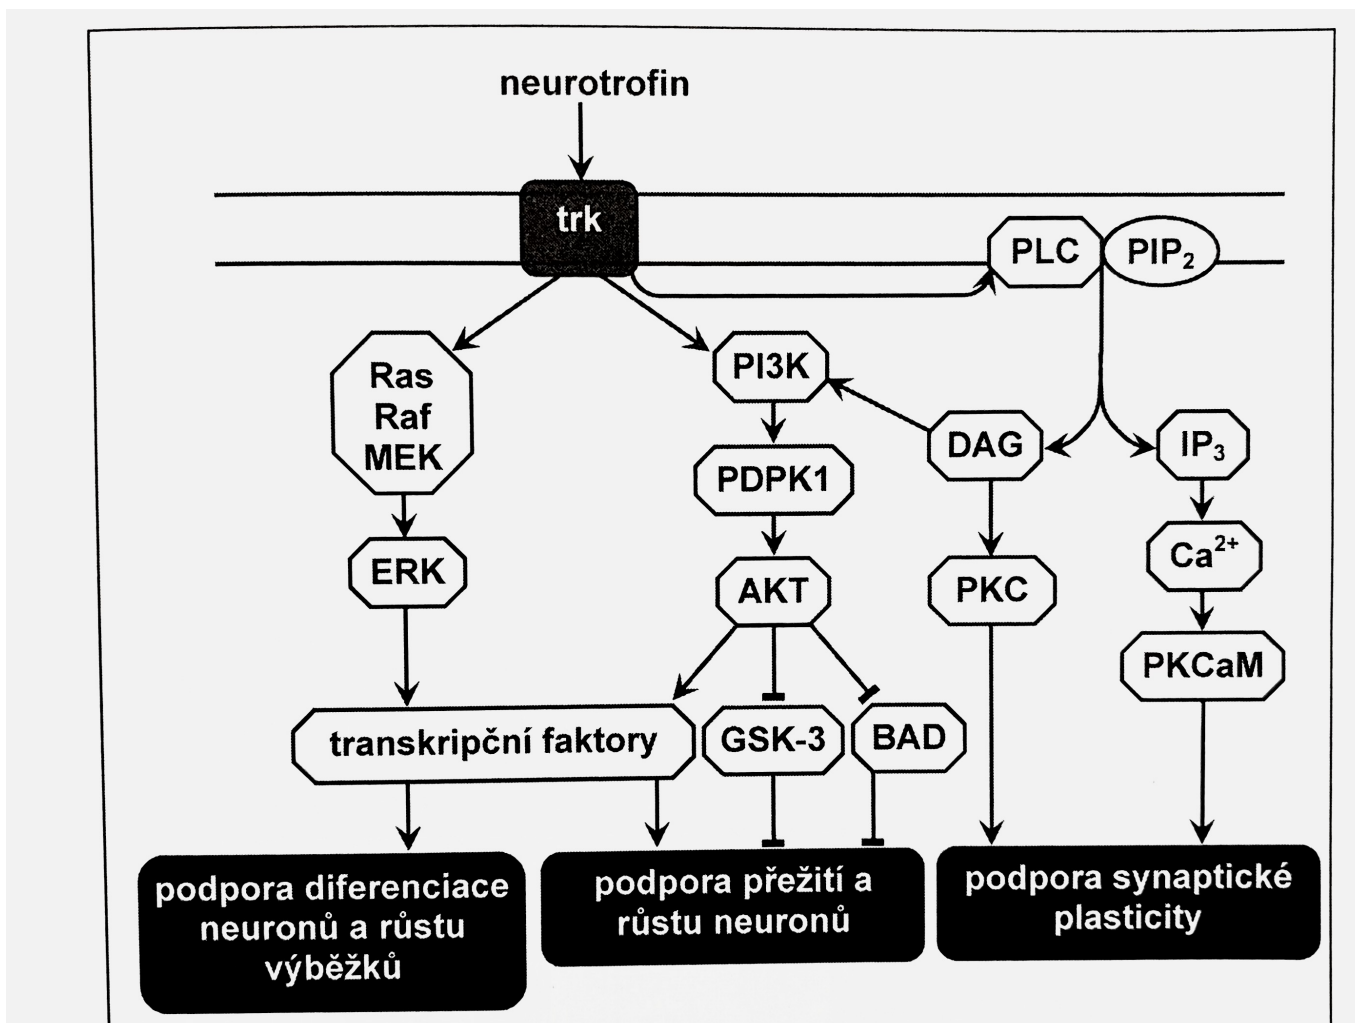 neurotrofin
trk
PLC
PIP₂
Ras
Raf
MEK
PI3K
DAG
IP₃
PDPK1
ERK
AKT
PKC
Ca²⁺
PKCaM
transkripční faktory
GSK-3
BAD
podpora diferenciace
neuronů a růstu
výběžků
podpora přežití a
růstu neuronů
podpora synaptické
plasticity